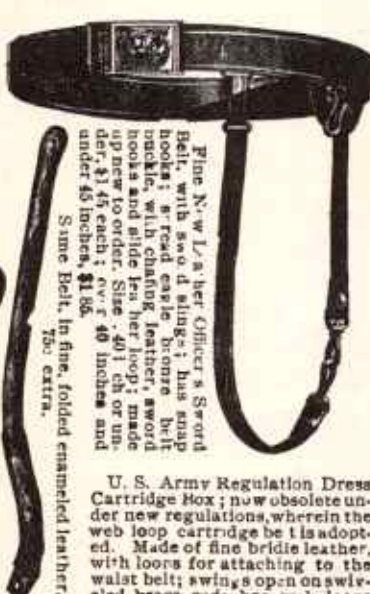 Fine New Leather Officer s Sword
Belt, with sword slings; has snap
hooks; spread eagle bronze belt
buckle, with chafing leather, sword
hooks and slide leather loop; made
up new to order. Size, 40 inch or un-
der, $1.45 each; over 40 inches and
under 45 inches, $1.85.
Same Belt, in fine, folded enameled leather,
75c extra.
U. S. Army Regulation Dress
Cartridge Box; now obsolete un-
der new regulations, wherein the
web loop cartridge belt is adopt-
ed. Made of fine bridle leather,
with loops for attaching to the
waist belt; swings open on swiv-